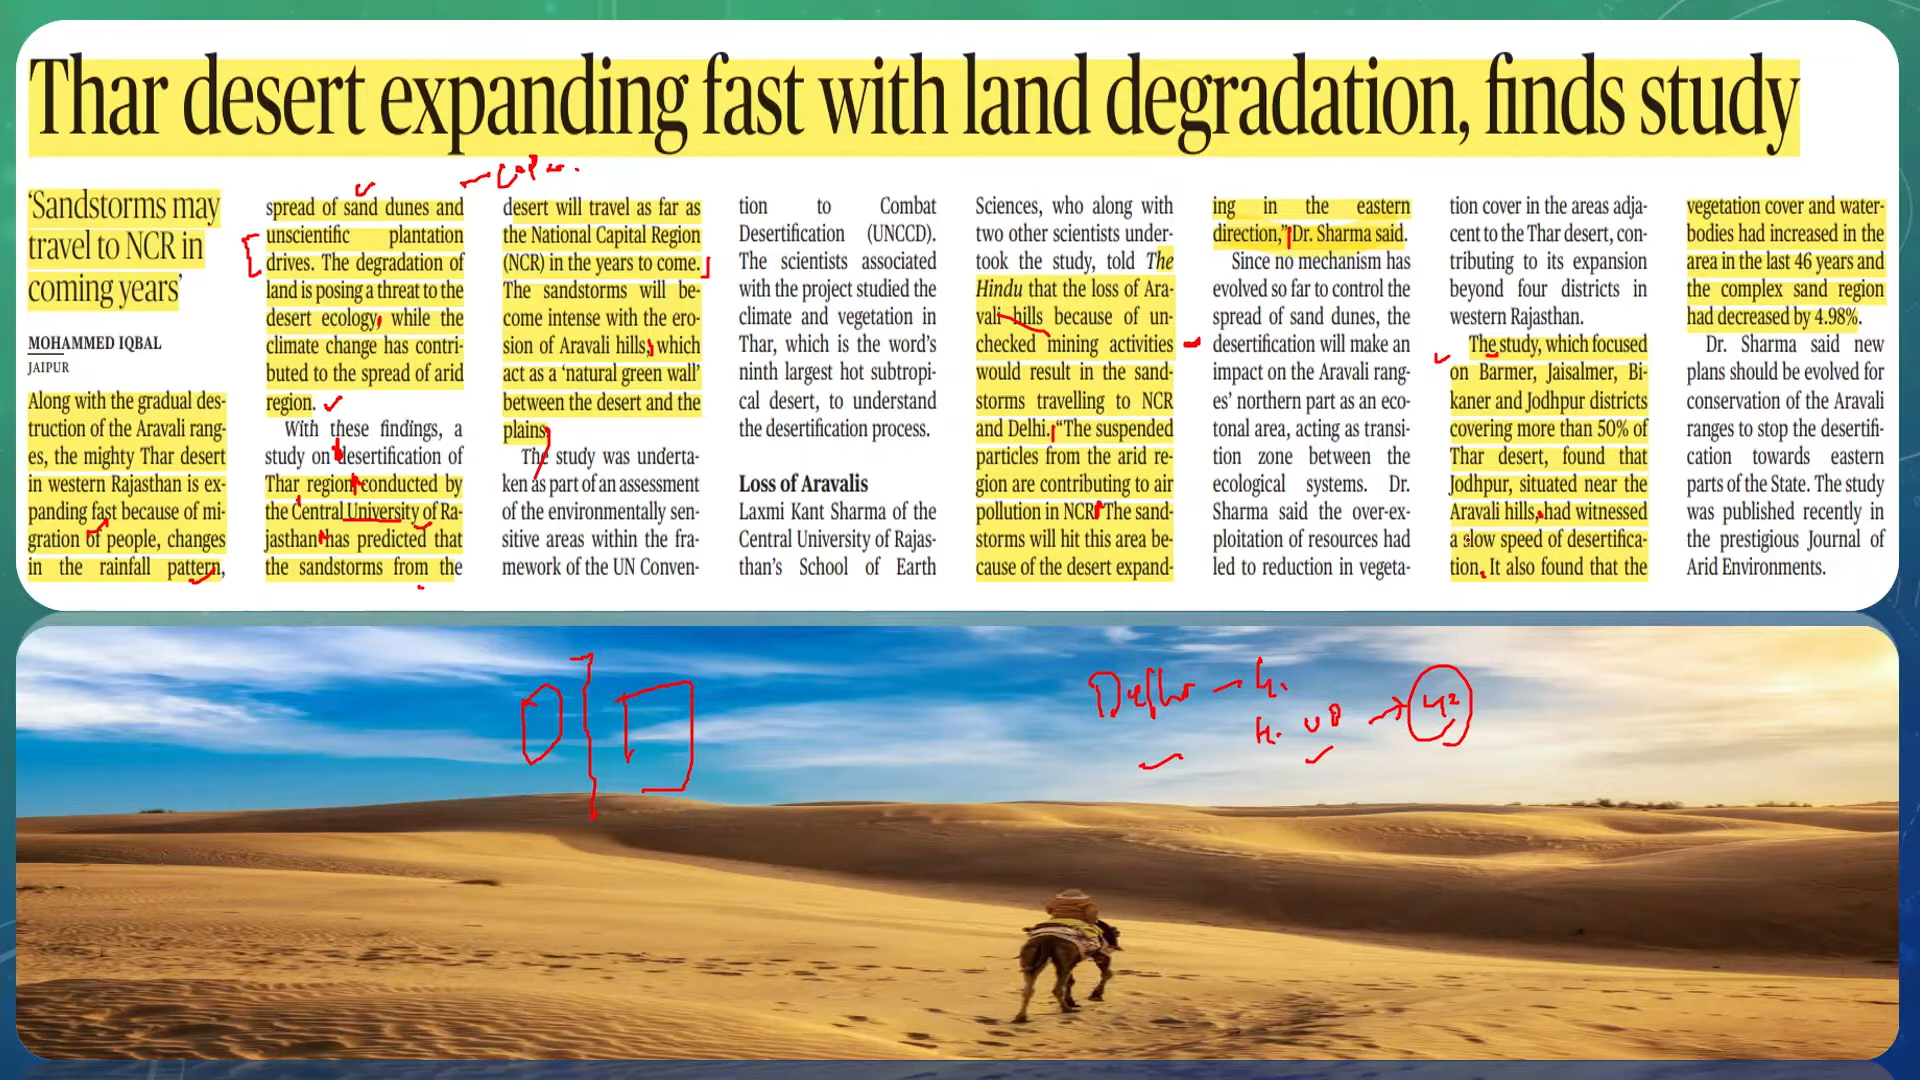 Thar desert expanding fast with land degradation, finds study
‘Sandstorms may
travel to NCR in
coming years’
MOHAMMED IQBAL
JAIPUR
Along with the gradual des-
truction of the Aravali rang-
es, the mighty Thar desert
in western Rajasthan is ex-
panding fast because of mi-
gration of people, changes
in the rainfall pattern,
spread of sand dunes and
unscientific plantation
drives. The degradation of
land is posing a threat to the
desert ecology, while the
climate change has contri-
buted to the spread of arid
region.
With these findings, a
study on desertification of
Thar region conducted by
the Central University of Ra-
jasthan has predicted that
the sandstorms from the
desert will travel as far as
the National Capital Region
(NCR) in the years to come.
The sandstorms will be-
come intense with the ero-
sion of Aravali hills, which
act as a ‘natural green wall’
between the desert and the
plains.
The study was underta-
ken as part of an assessment
of the environmentally sen-
sitive areas within the fra-
mework of the UN Conven-
tion to Combat
Desertification (UNCCD).
The scientists associated
with the project studied the
climate and vegetation in
Thar, which is the word’s
ninth largest hot subtropi-
cal desert, to understand
the desertification process.
Loss of Aravalis
Laxmi Kant Sharma of the
Central University of Rajas-
than’s School of Earth
Sciences, who along with
two other scientists under-
took the study, told The
Hindu that the loss of Ara-
vali hills because of un-
checked mining activities
would result in the sand-
storms travelling to NCR
and Delhi. “The suspended
particles from the arid re-
gion are contributing to air
pollution in NCR. The sand-
storms will hit this area be-
cause of the desert expand-
ing in the eastern
direction,” Dr. Sharma said.
Since no mechanism has
evolved so far to control the
spread of sand dunes, the
desertification will make an
impact on the Aravali rang-
es’ northern part as an eco-
tonal area, acting as transi-
tion zone between the
ecological systems. Dr.
Sharma said the over-ex-
ploitation of resources had
led to reduction in vegeta-
tion cover in the areas adja-
cent to the Thar desert, con-
tributing to its expansion
beyond four districts in
western Rajasthan.
The study, which focused
on Barmer, Jaisalmer, Bi-
kaner and Jodhpur districts
covering more than 50% of
Thar desert, found that
Jodhpur, situated near the
Aravali hills, had witnessed
a slow speed of desertifica-
tion. It also found that the
vegetation cover and water-
bodies had increased in the
area in the last 46 years and
the complex sand region
had decreased by 4.98%.
Dr. Sharma said new
plans should be evolved for
conservation of the Aravali
ranges to stop the desertifi-
cation towards eastern
parts of the State. The study
was published recently in
the prestigious Journal of
Arid Environments.